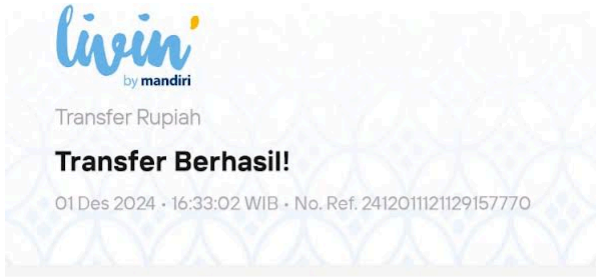 livin'
by mandiri
Transfer Rupiah
Transfer Berhasil!
01 Des 2024 • 16:33:02 WIB • No. Ref. 2412011121129157770